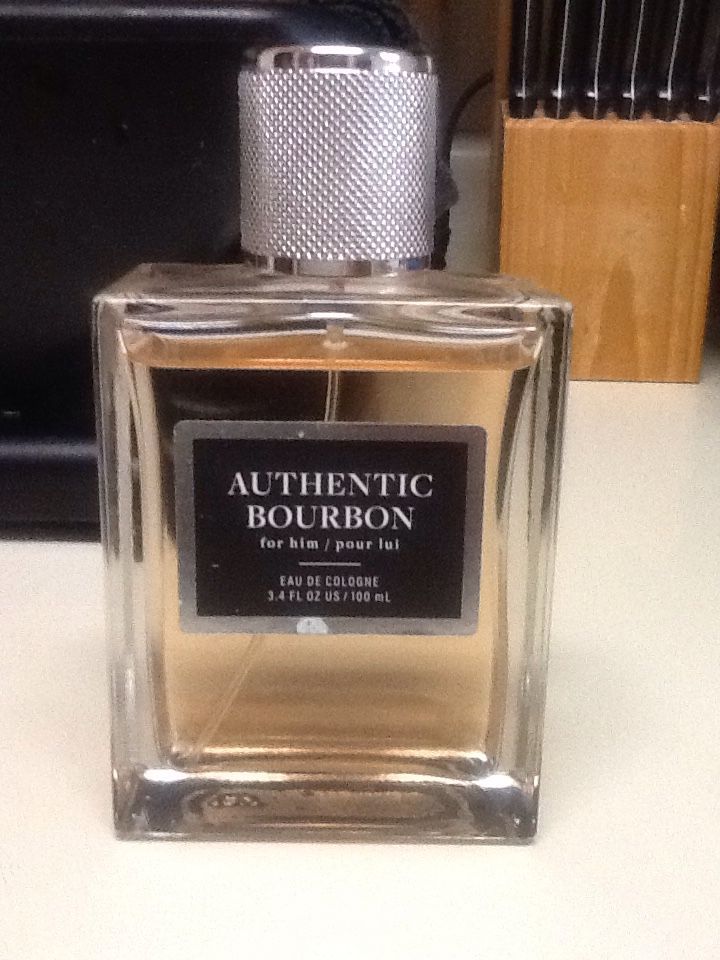 AUTHENTIC
BOURBON
for him / pour lui
EAU DE COLOGNE
3.4 FL OZ US / 100 mL